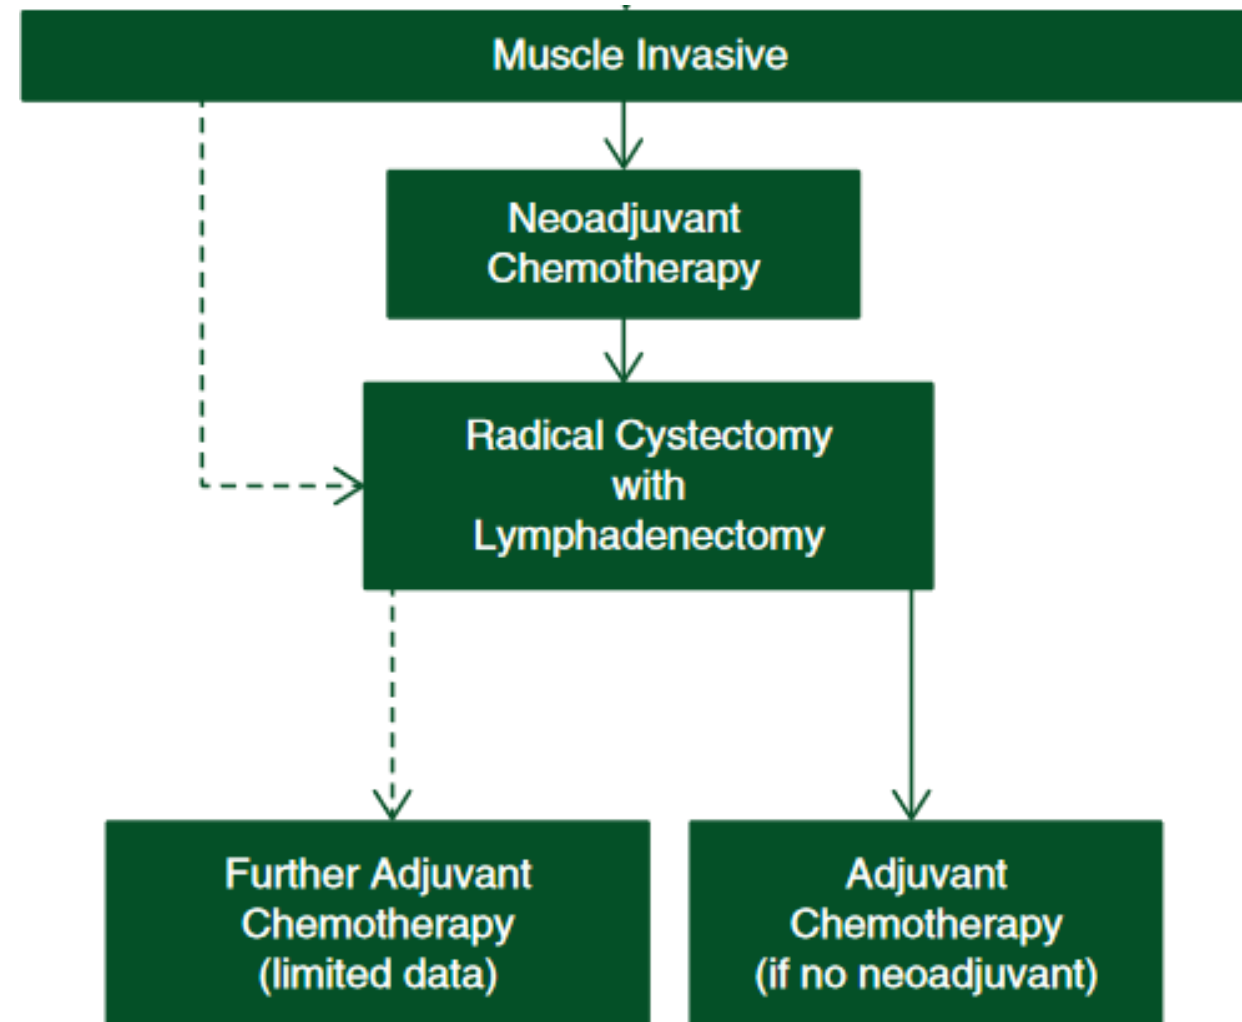 Muscle Invasive
Neoadjuvant
Chemotherapy
Radical Cystectomy
with
Lymphadenectomy
Further Adjuvant
Chemotherapy
(limited data)
Adjuvant
Chemotherapy
(if no neoadjuvant)